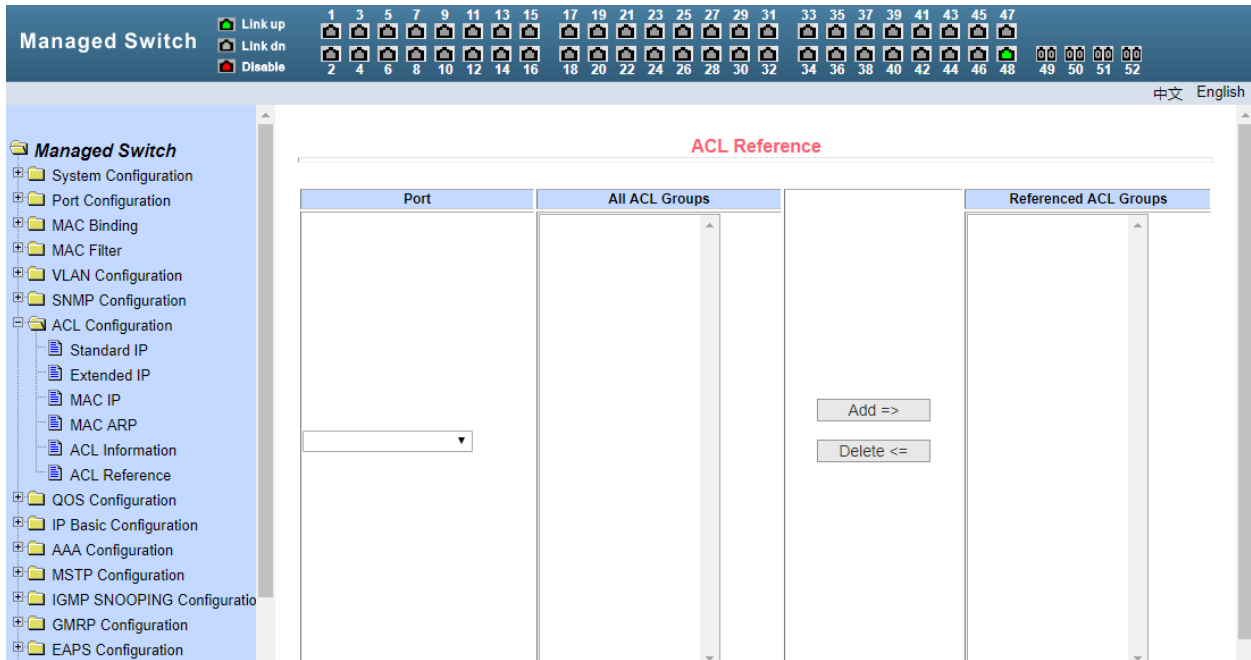 Managed Switch
Link up
Link dn
Disable
1 3 5 7 9 11 13 15 17 19 21 23 25 27 29 31 33 35 37 39 41 43 45 47
2 4 6 8 10 12 14 16 18 20 22 24 26 28 30 32 34 36 38 40 42 44 46 48 49 50 51 52
中文 English
Managed Switch
System Configuration
Port Configuration
MAC Binding
MAC Filter
VLAN Configuration
SNMP Configuration
ACL Configuration
Standard IP
Extended IP
MAC IP
MAC ARP
ACL Information
ACL Reference
QOS Configuration
IP Basic Configuration
AAA Configuration
MSTP Configuration
IGMP SNOOPING Configuratio
GMRP Configuration
EAPS Configuration
ACL Reference
Port
All ACL Groups
Referenced ACL Groups
Add =>
Delete <=